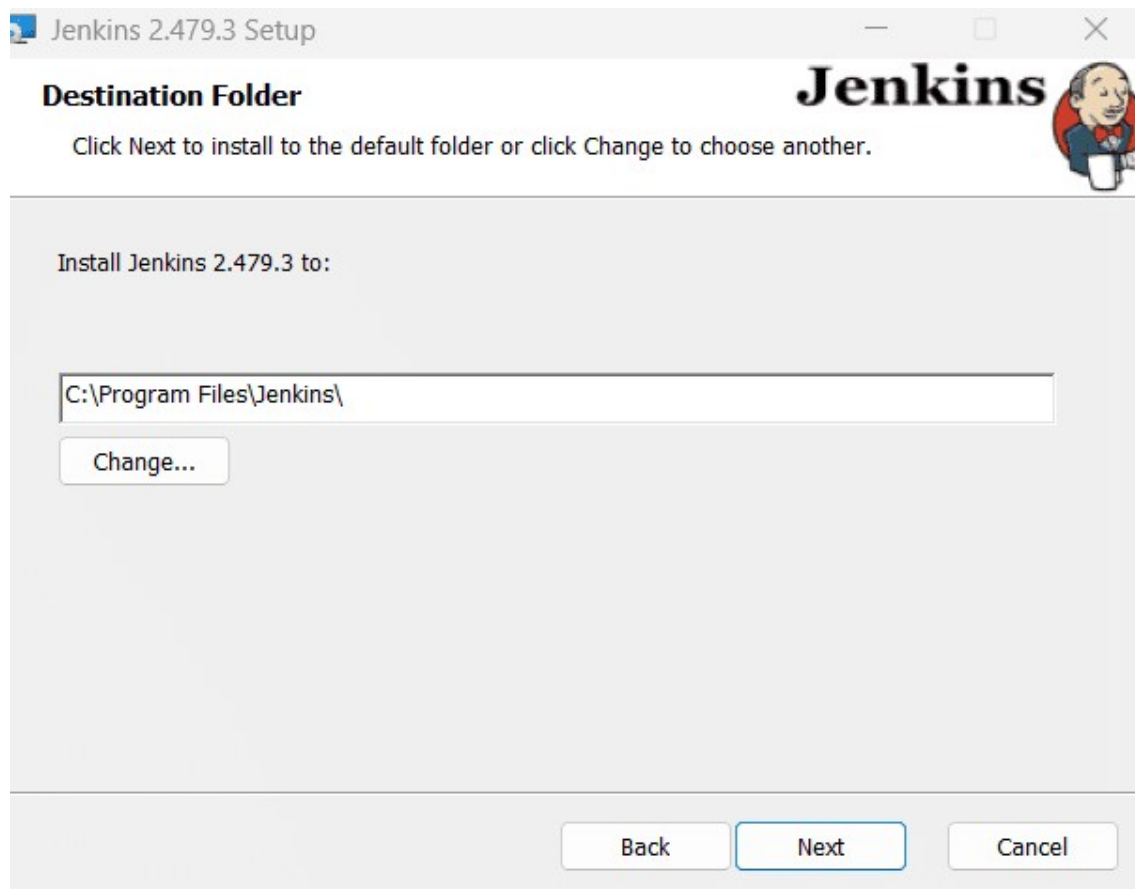 Jenkins 2.479.3 Setup
Jenkins
Destination Folder
Click Next to install to the default folder or click Change to choose another.
Install Jenkins 2.479.3 to:
C:\Program Files\Jenkins\
Change...
Back
Next
Cancel